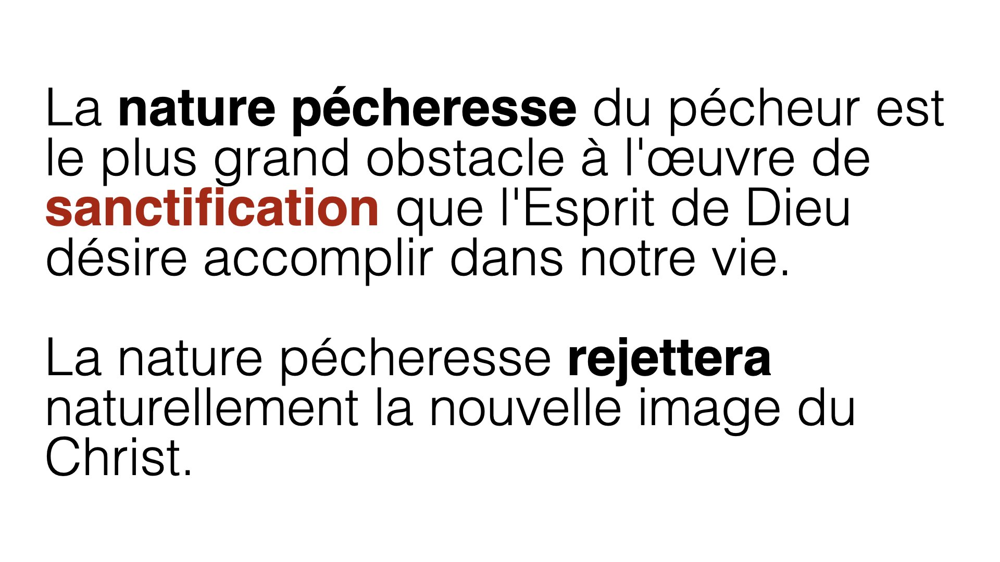 La nature pécheresse du pécheur est
le plus grand obstacle à l'œuvre de
sanctification que l'Esprit de Dieu
désire accomplir dans notre vie.
La nature pécheresse rejettera
naturellement la nouvelle image du
Christ.